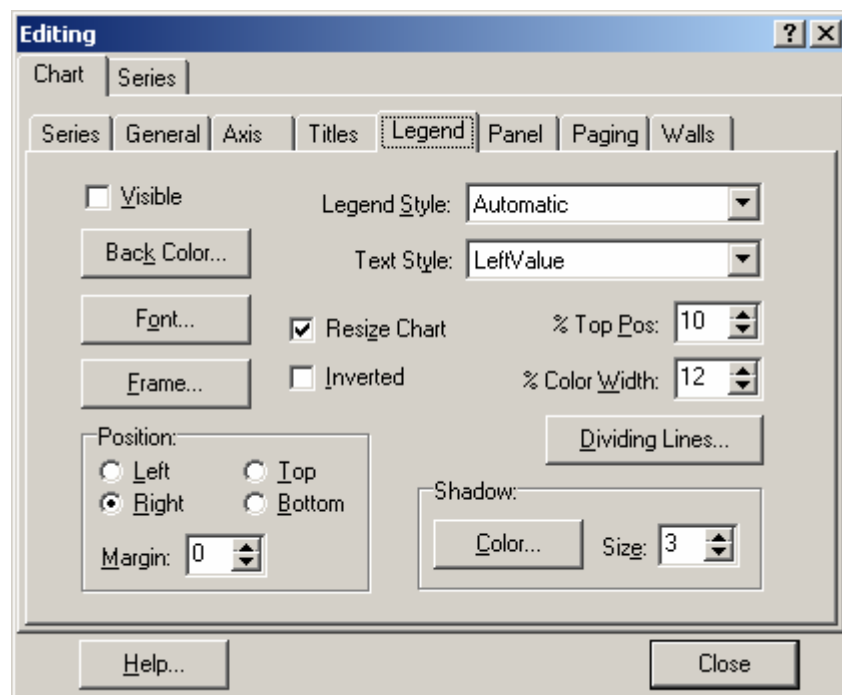 Editing
Chart Series
Series General Axis Titles Legend Panel Paging Walls
Visible
Legend Style: Automatic
Back Color...
Text Style: LeftValue
Font...
Resize Chart
% Top Pos: 10
Frame...
Inverted
% Color Width: 12
Dividing Lines...
Position:
Left Top
Right Bottom
Margin: 0
Shadow:
Color... Size: 3
Help... Close